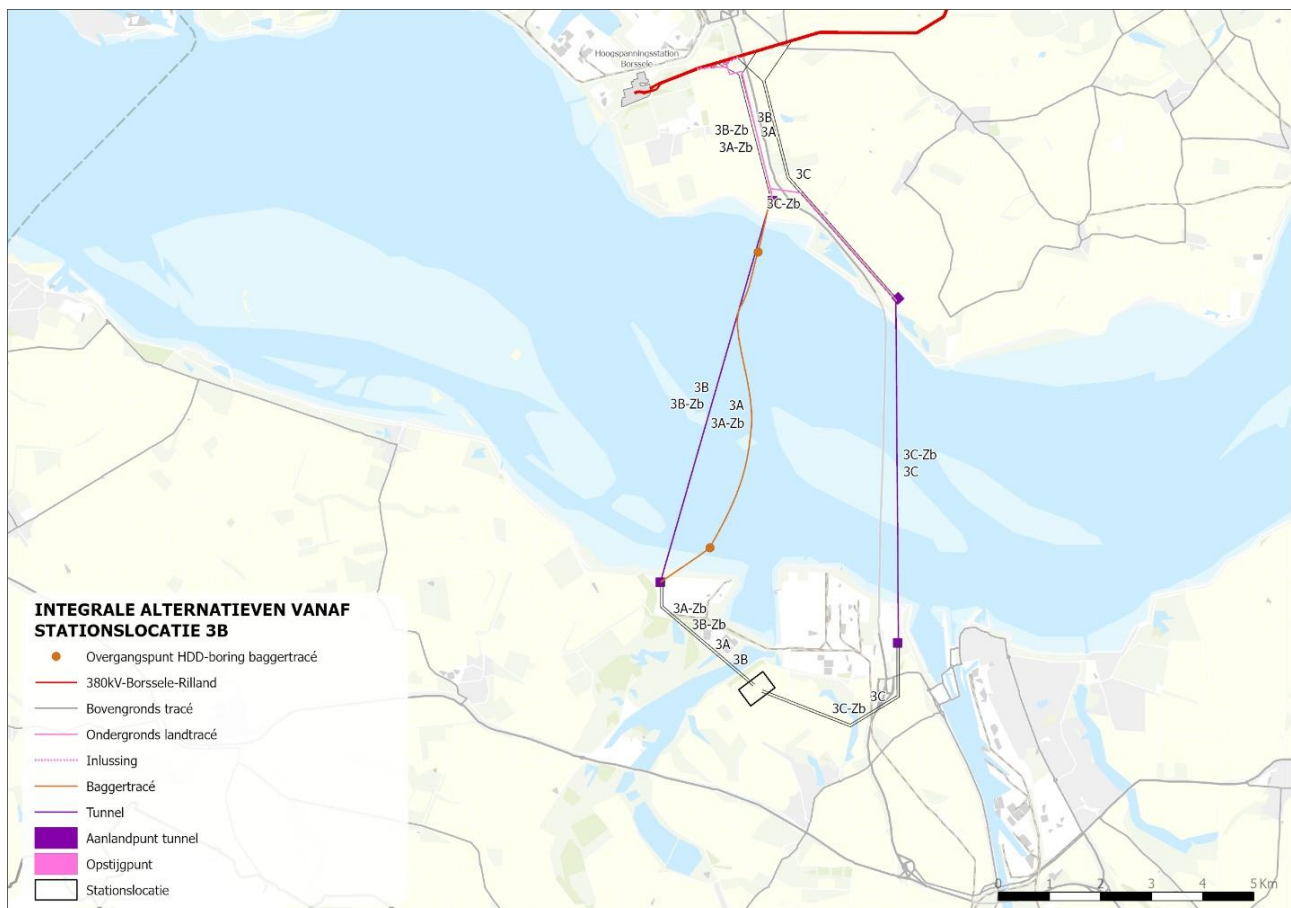 Hoogspanningsstation
Borssele
3B-Zb
3A-Zb
3B
3A
3C
3C-Zb
3B
3B-Zb
3A
3A-Zb
3C-Zb
3C
3A-Zb
3B-Zb
3A
3B
3C
3C-Zb
INTEGRALE ALTERNATIEVEN VANAF
STATIONSLOCATIE 3B
Overgangspunt HDD-boring baggertracé
380kV-Borssele-Rilland
Bovengronds tracé
Ondergronds landtracé
Inlussing
Baggertracé
Tunnel
Aanlandpunt tunnel
Opstijgpunt
Stationslocatie
0 1 2 3 4 5 Km